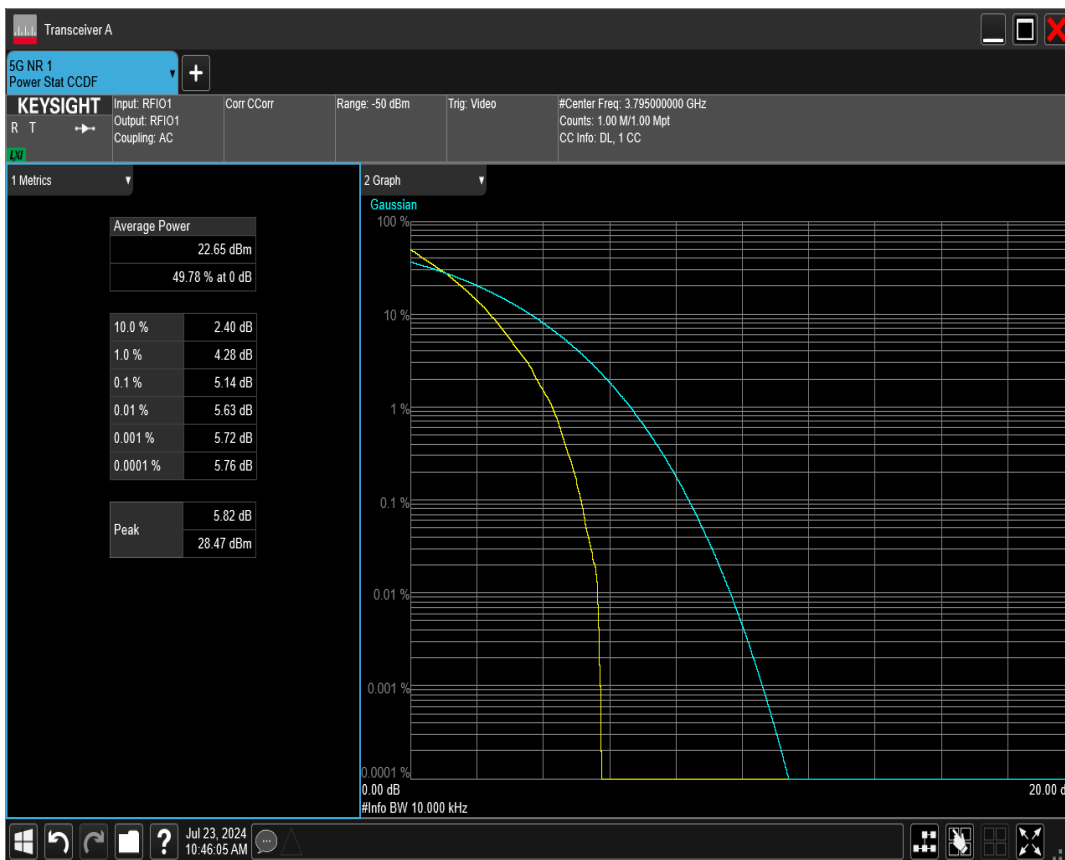 Transceiver A
5G NR 1
Power Stat CCDF
+
KEYSIGHT
R T
LXI
Input: RFIO1
Output: RFIO1
Coupling: AC
Corr CCorr
Range: -50 dBm
Trig: Video
#Center Freq: 3.795000000 GHz
Counts: 1.00 M/1.00 Mpt
CC Info: DL, 1 CC
1 Metrics
Average Power
22.65 dBm
49.78 % at 0 dB
10.0 % 2.40 dB
1.0 % 4.28 dB
0.1 % 5.14 dB
0.01 % 5.63 dB
0.001 % 5.72 dB
0.0001 % 5.76 dB
Peak 5.82 dB
28.47 dBm
2 Graph
Gaussian
100 %
10 %
1 %
0.1 %
0.01 %
0.001 %
0.0001 %
0.00 dB 20.00 d
#Info BW 10.000 kHz
?
Jul 23, 2024
10:46:05 AM